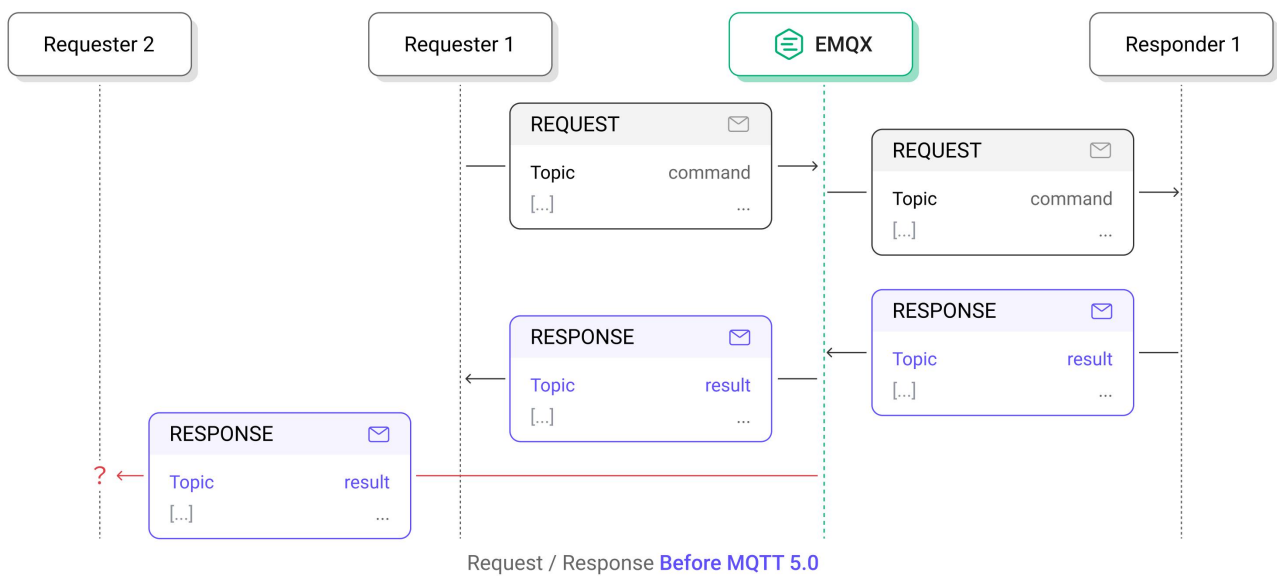 Requester 2
Requester 1
EMQX
Responder 1
REQUEST
Topic command
[...] ...
REQUEST
Topic command
[...] ...
RESPONSE
Topic result
[...] ...
RESPONSE
Topic result
[...] ...
RESPONSE
? Topic result
[...] ...
Request / Response Before MQTT 5.0